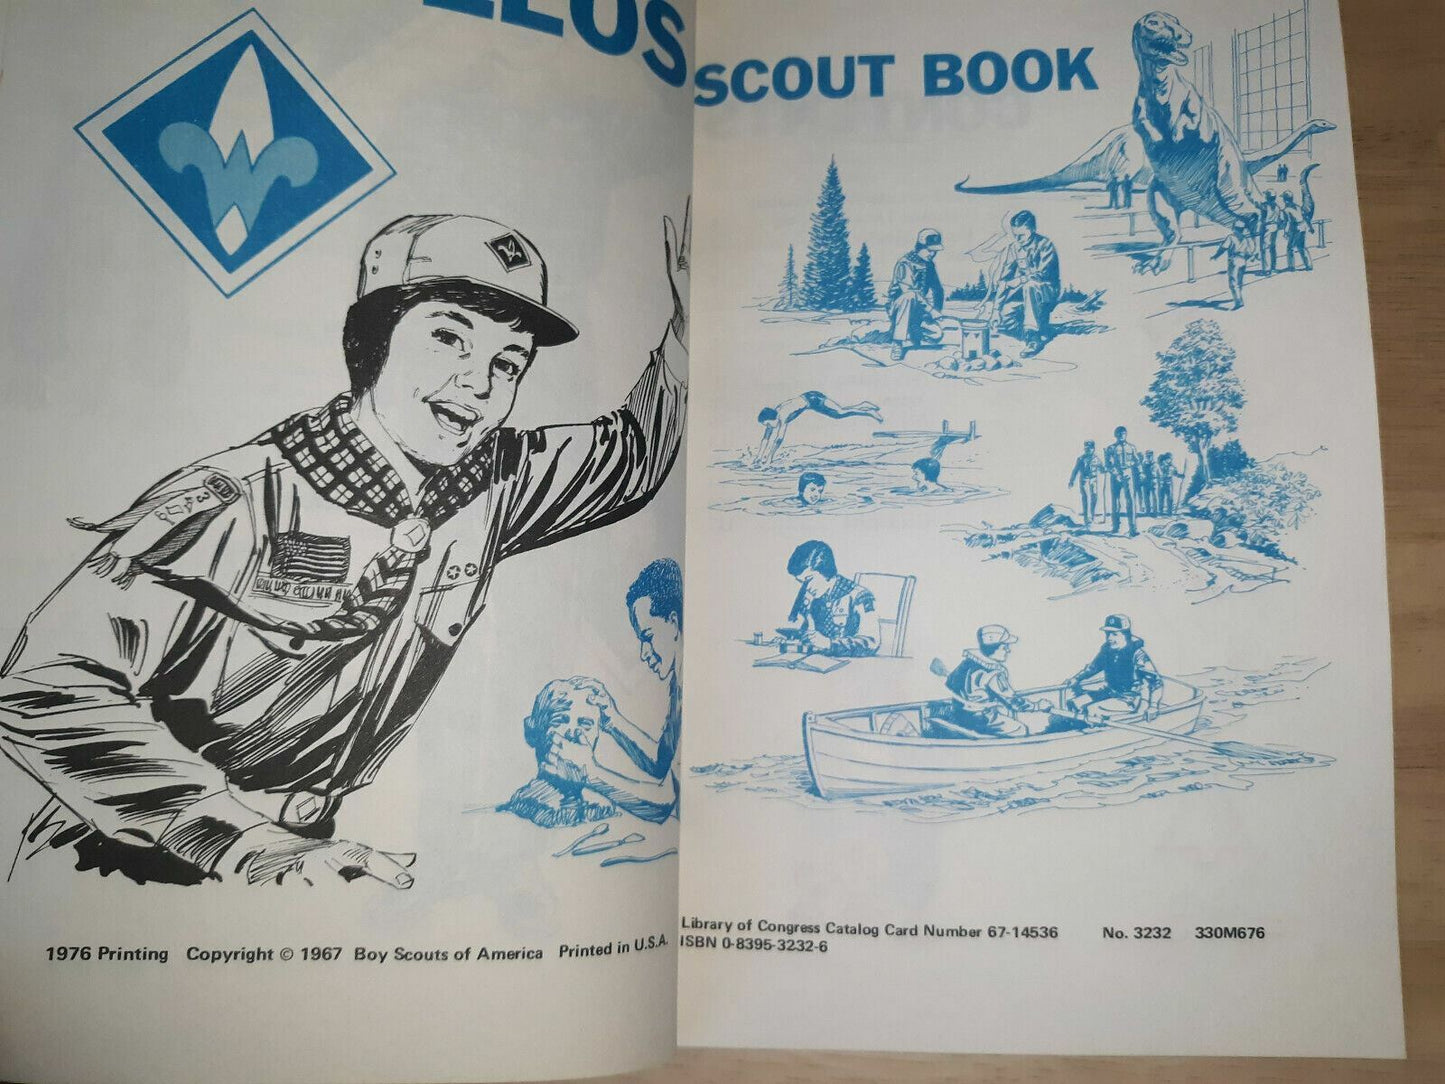 ELOS
SCOUT BOOK
W
1976 Printing Copyright © 1967 Boy Scouts of America Printed in U.S.A.
Library of Congress Catalog Card Number 67-14536 No. 3232 330M676
ISBN 0-8395-3232-6